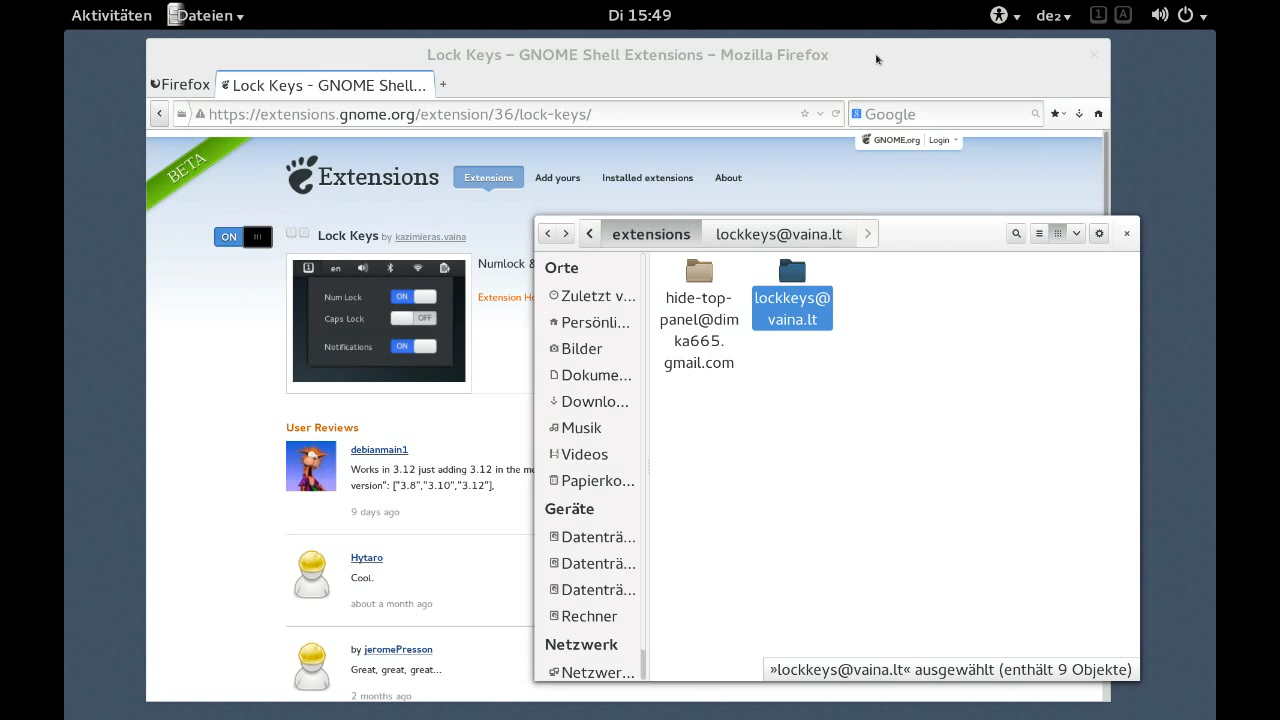 Aktivitäten
Dateien
Di 15:49
de2
1
A
Lock Keys – GNOME Shell Extensions – Mozilla Firefox
Firefox
Lock Keys - GNOME Shell...
+
https://extensions.gnome.org/extension/36/lock-keys/
Google
GNOME.org
Login
BETA
Extensions
Extensions
Add yours
Installed extensions
About
ON
Lock Keys by kazimieras.vaina
Numlock &
Extension Ho
1
en
Num Lock
ON
Caps Lock
OFF
Notifications
ON
User Reviews
debianmain1
Works in 3.12 just adding 3.12 in the me
version": ["3.8","3.10","3.12"],
9 days ago
Hytaro
Cool.
about a month ago
by jeromePresson
Great, great, great...
2 months ago
extensions
lockkeys@vaina.lt
Orte
Zuletzt v...
Persönli...
Bilder
Dokume...
Downlo...
Musik
Videos
Papierko...
Geräte
Datenträ...
Datenträ...
Datenträ...
Rechner
Netzwerk
Netzwer...
hide-top-
panel@dim
ka665.
gmail.com
lockkeys@
vaina.lt
»lockkeys@vaina.lt« ausgewählt (enthält 9 Objekte)